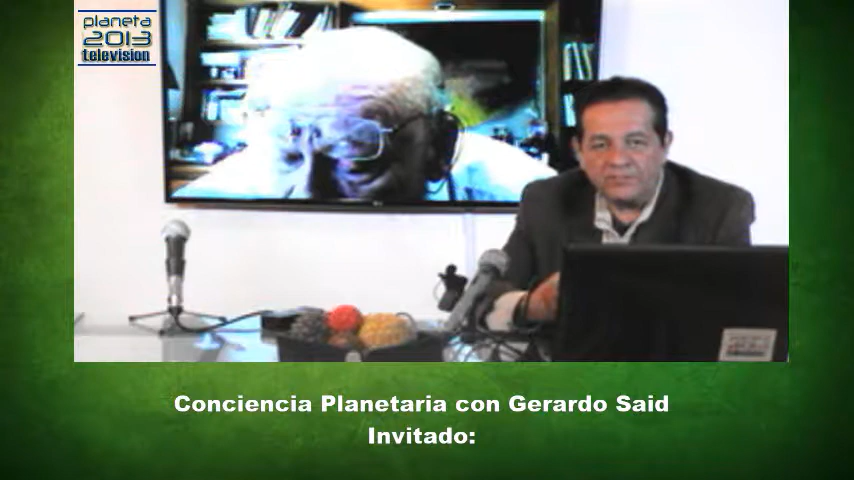 planeta
2013
television
Conciencia Planetaria con Gerardo Said
Invitado: